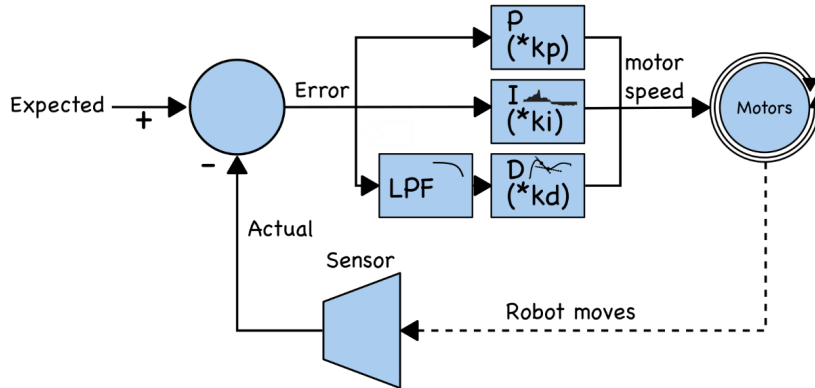 P
(*kp)
motor
speed
Error
Expected
+
I
(*ki)
Motors
-
LPF
D
(*kd)
Actual
Sensor
Robot moves